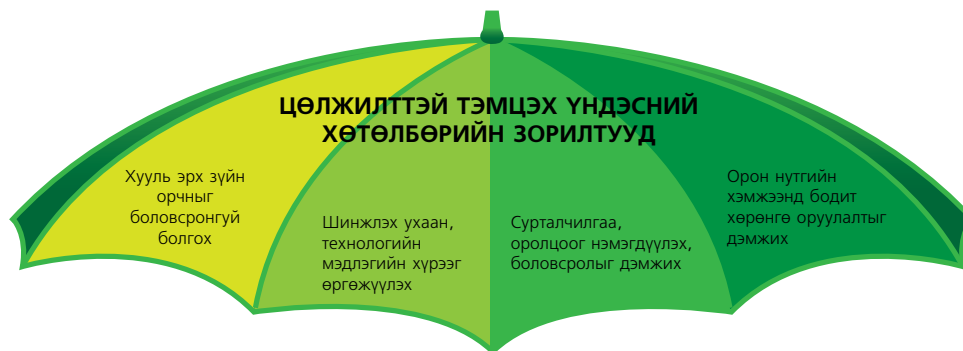 ЦӨЛЖИЛТТЭЙ ТЭМЦЭХ ҮНДЭСНИЙ
ХӨТӨЛБӨРИЙН ЗОРИЛТУУД
Хууль эрх зүйн
орчныг
боловсронгуй
болгох
Шинжлэх ухаан,
технологийн
мэдлэгийн хүрээг
өргөжүүлэх
Сурталчилгаа,
оролцоог нэмэгдүүлэх,
боловсролыг дэмжих
Орон нутгийн
хэмжээнд бодит
хөрөнгө оруулалтыг
дэмжих